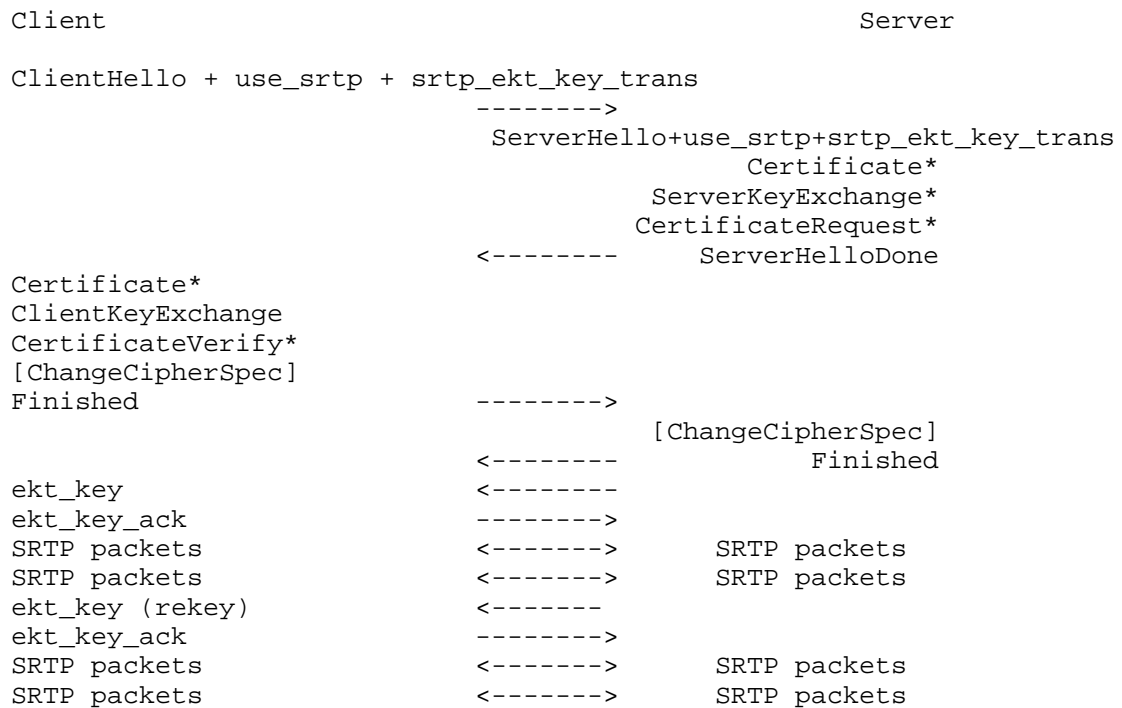 Client                                                    Server

ClientHello + use_srtp + srtp_ekt_key_trans
                             -------->
                              ServerHello+use_srtp+srtp_ekt_key_trans
                                              Certificate*
                                        ServerKeyExchange*
                                       CertificateRequest*
                             <--------     ServerHelloDone
Certificate*
ClientKeyExchange
CertificateVerify*
[ChangeCipherSpec]
Finished                     -------->
                                        [ChangeCipherSpec]
                             <--------            Finished
ekt_key                      <--------
ekt_key_ack                  -------->
SRTP packets                 <------->      SRTP packets
SRTP packets                 <------->      SRTP packets
ekt_key (rekey)              <-------
ekt_key_ack                  -------->
SRTP packets                 <------->      SRTP packets
SRTP packets                 <------->      SRTP packets